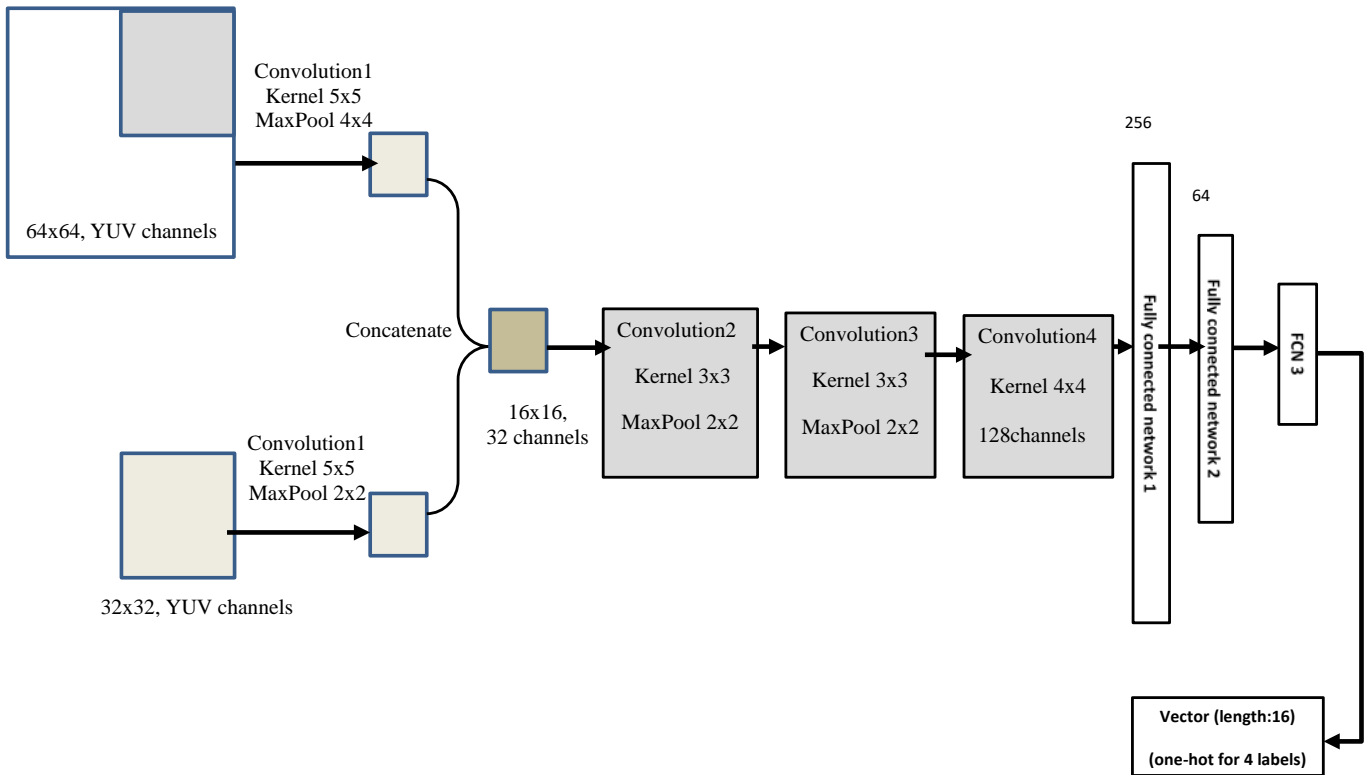 Convolution1
Kernel 5x5
MaxPool 4x4
64x64, YUV channels
Concatenate
Convolution1
Kernel 5x5
MaxPool 2x2
32x32, YUV channels
16x16,
32 channels
Convolution2
Kernel 3x3
MaxPool 2x2
Convolution3
Kernel 3x3
MaxPool 2x2
Convolution4
Kernel 4x4
128channels
256
Fully connected network 1
64
Fully connected network 2
FCN 3
Vector (length:16)
(one-hot for 4 labels)